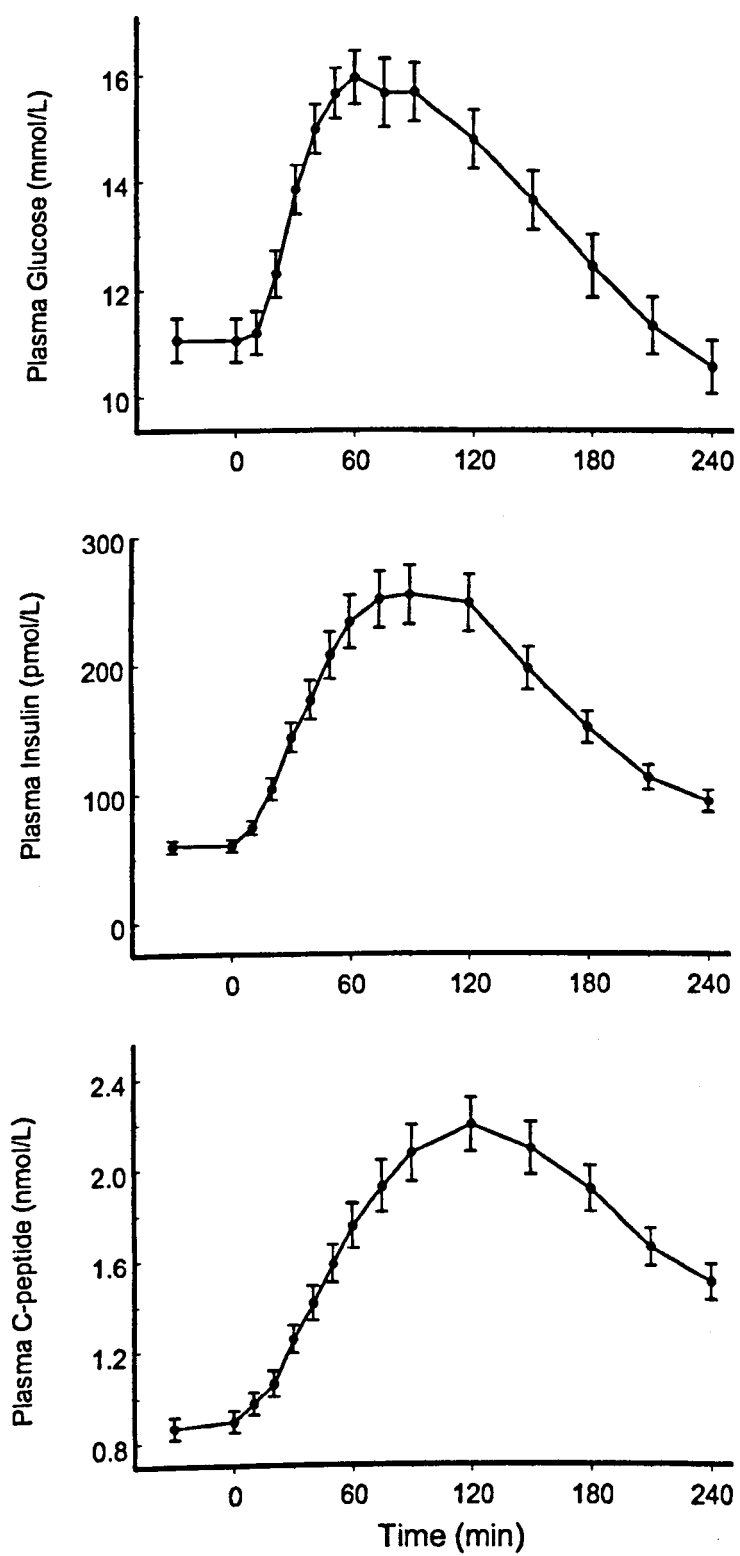 Plasma Glucose (mmol/L)
16
14
12
10
0 60 120 180 240
Plasma Insulin (pmol/L)
300
200
100
0
0 60 120 180 240
Plasma C-peptide (nmol/L)
2.4
2.0
1.6
1.2
0.8
0 60 120 180 240
Time (min)